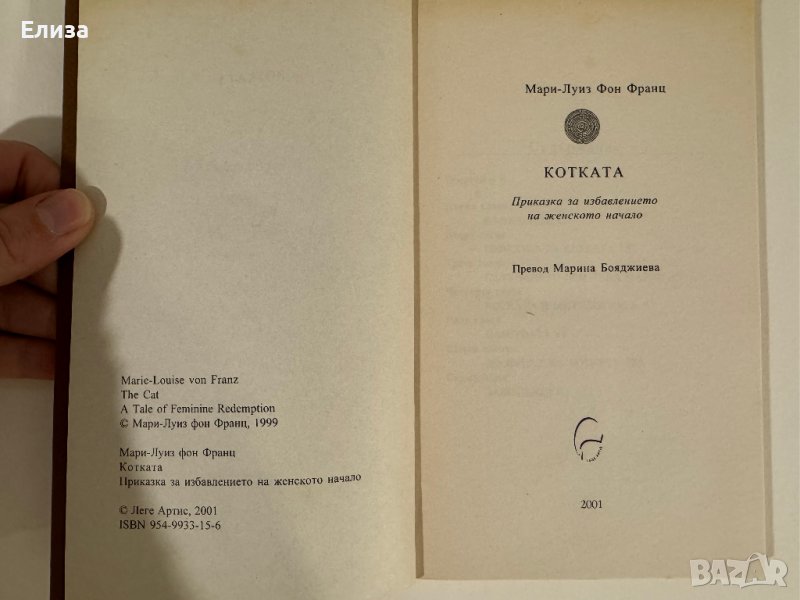 Елиза
Marie-Louise von Franz
The Cat
A Tale of Feminine Redemption
© Мари-Луиз фон Франц, 1999
Мари-Луиз фон Франц
Котката
Приказка за избавлението на женското начало
© Леге Артис, 2001
ISBN 954-9933-15-6
Мари-Луиз Фон Франц
КОТКАТА
Приказка за избавлението
на женското начало
Превод Марина Бояджиева
2001
BAZAR